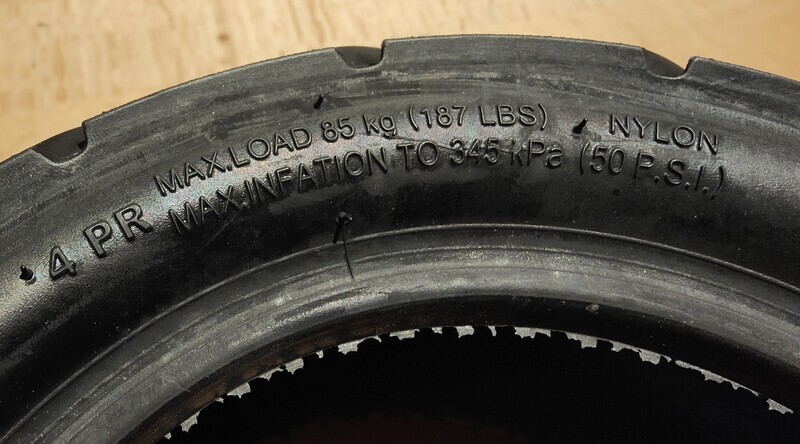 MAX.LOAD 85 kg (187 LBS) NYLON
4 PR MAX.INFATION TO 345 kPa (50 P.S.I.)